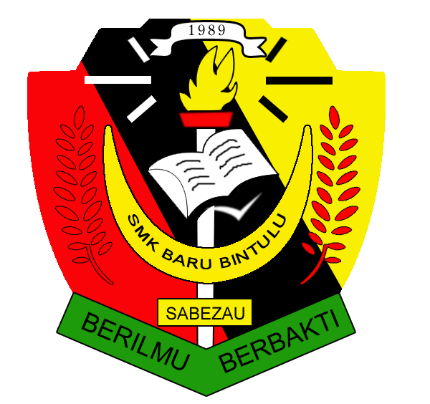 1989
SMK BARU BINTULU
SABEZAU
BERILMU BERBAKTI